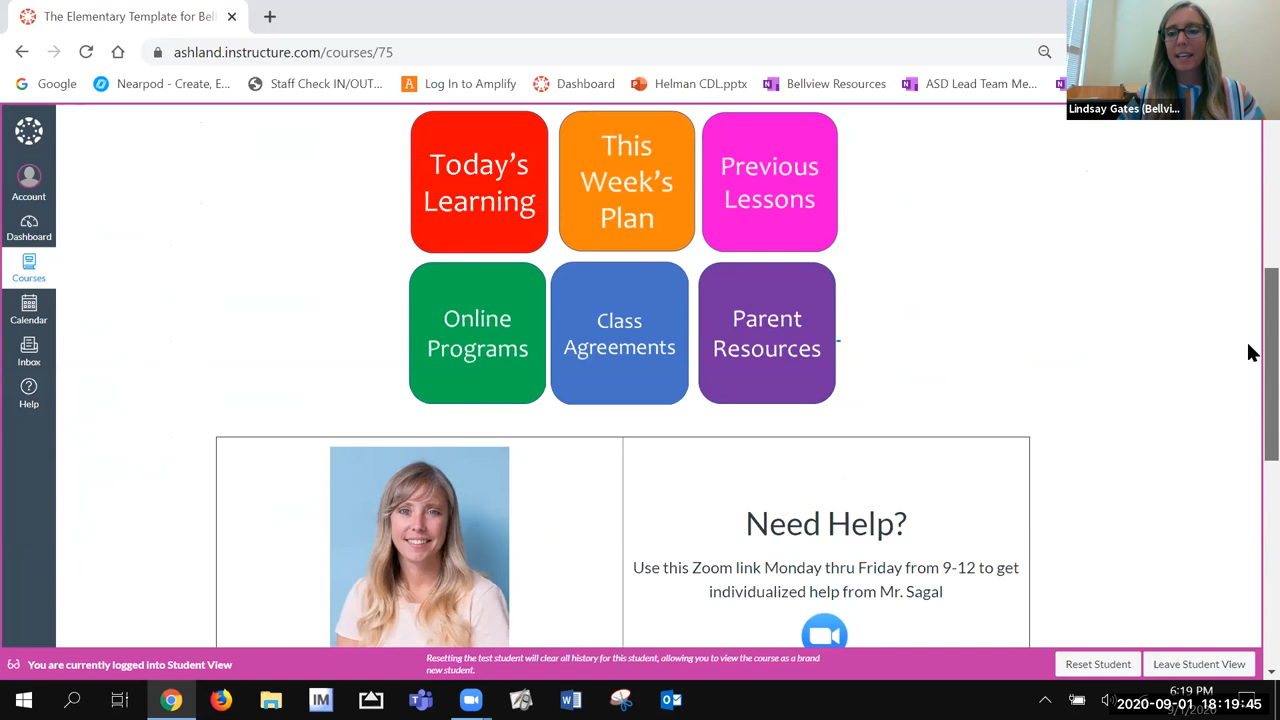 The Elementary Template for Bell
ashland.instructure.com/courses/75
Google
Nearpod - Create, E...
Staff Check IN/OUT-...
Log In to Amplify
Dashboard
Helman CDL.pptx
Bellview Resources
ASD Lead Team Me...
Lindsay Gates (Bellvi...
Account
Dashboard
Courses
Calendar
Inbox
Help
Today's
Learning
This
Week's
Plan
Previous
Lessons
Online
Programs
Class
Agreements
Parent
Resources
Need Help?
Use this Zoom link Monday thru Friday from 9-12 to get
individualized help from Mr. Sagal
You are currently logged into Student View
Resetting the test student will clear all history for this student, allowing you to view the course as a brand
new student.
Reset Student
Leave Student View
IM
6:19 PM
2020-09-01 18:19:45